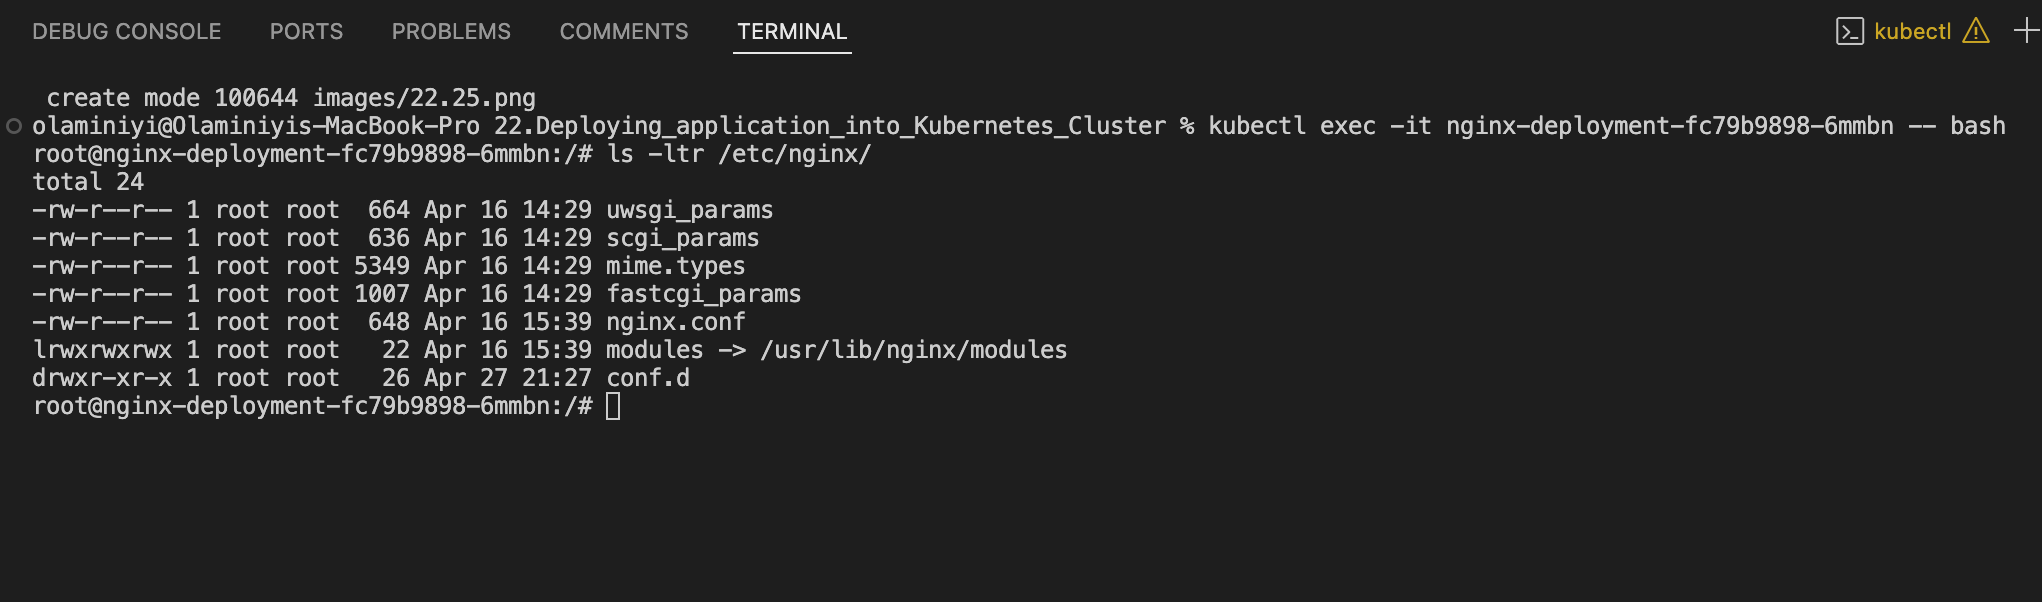 DEBUG CONSOLE PORTS PROBLEMS COMMENTS TERMINAL kubectl
create mode 100644 images/22.25.png
olaminiyi@Olaminiyis-MacBook-Pro 22.Deploying_application_into_Kubernetes_Cluster % kubectl exec -it nginx-deployment-fc79b9898-6mmbn -- bash
root@nginx-deployment-fc79b9898-6mmbn:/# ls -ltr /etc/nginx/
total 24
-rw-r--r-- 1 root root  664 Apr 16 14:29 uwsgi_params
-rw-r--r-- 1 root root  636 Apr 16 14:29 scgi_params
-rw-r--r-- 1 root root 5349 Apr 16 14:29 mime.types
-rw-r--r-- 1 root root 1007 Apr 16 14:29 fastcgi_params
-rw-r--r-- 1 root root  648 Apr 16 15:39 nginx.conf
lrwxrwxrwx 1 root root   22 Apr 16 15:39 modules -> /usr/lib/nginx/modules
drwxr-xr-x 1 root root   26 Apr 27 21:27 conf.d
root@nginx-deployment-fc79b9898-6mmbn:/#